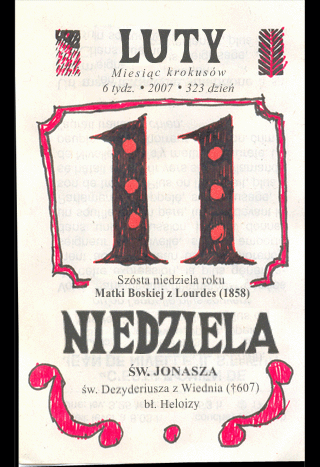 LUTY
Miesiąc krokusów
6 tydz. • 2007 • 323 dzień
11
Szósta niedziela roku
Matki Boskiej z Lourdes (1858)
NIEDZIELA
ŚW. JONASZA
św. Dezyderiusza z Wiednia (†607)
bł. Heloizy